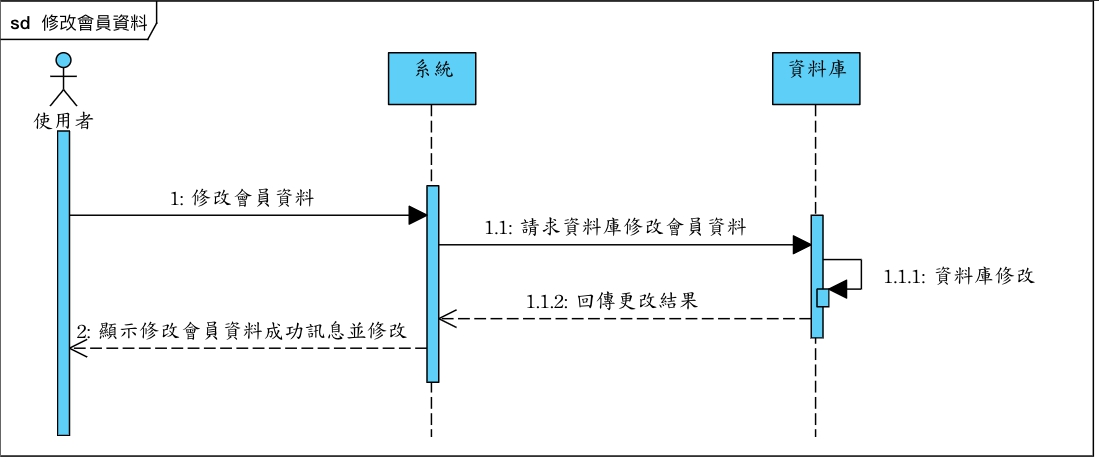 sd 修改會員資料
使用者
系統
資料庫
1: 修改會員資料
1.1: 請求資料庫修改會員資料
1.1.1: 資料庫修改
1.1.2: 回傳更改結果
2: 顯示修改會員資料成功訊息並修改